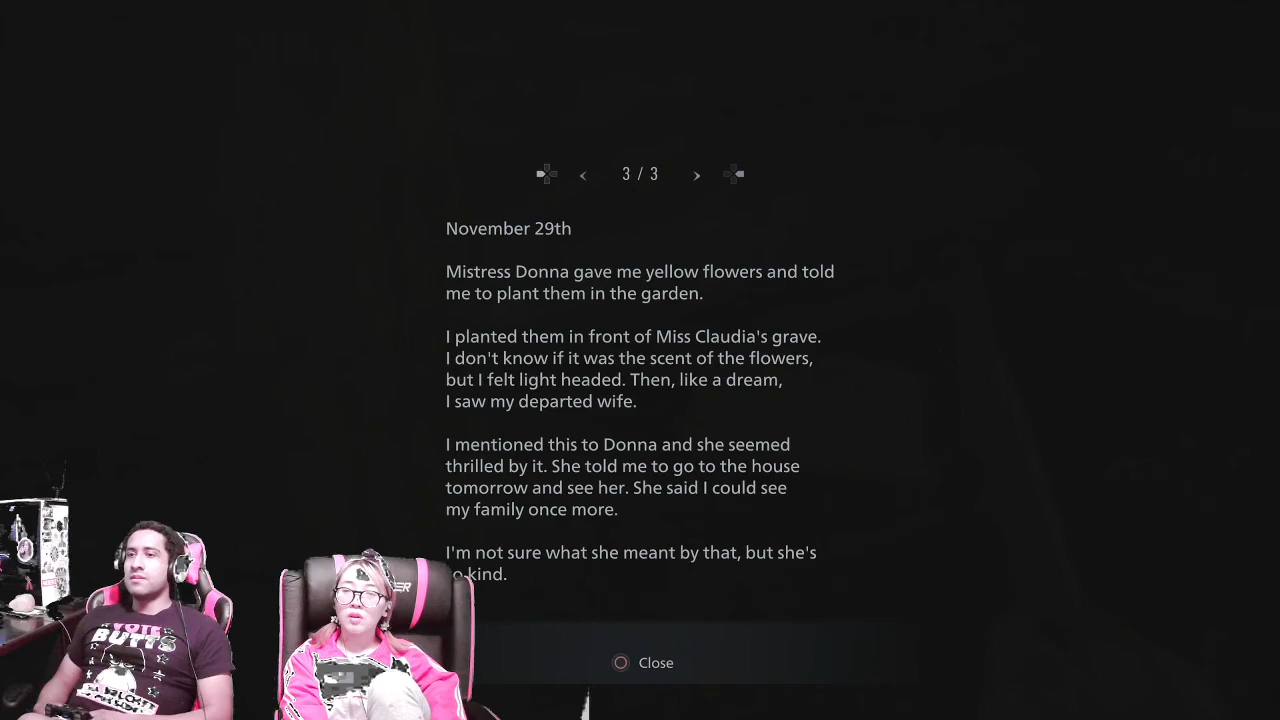 3 / 3
November 29th
Mistress Donna gave me yellow flowers and told
me to plant them in the garden.
I planted them in front of Miss Claudia's grave.
I don't know if it was the scent of the flowers,
but I felt light headed. Then, like a dream,
I saw my departed wife.
I mentioned this to Donna and she seemed
thrilled by it. She told me to go to the house
tomorrow and see her. She said I could see
my family once more.
I'm not sure what she meant by that, but she's
kind.
VOTE
BUTTS
Close